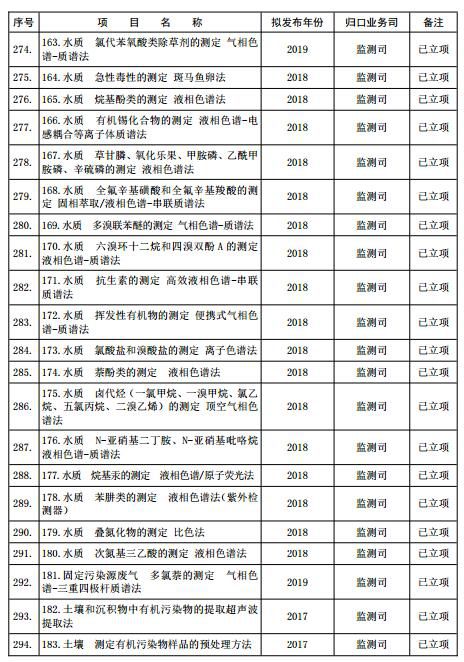 序号 项 目 名 称 拟发布年份 归口业务司 备注
274. 163.水质 氯代苯氧酸类除草剂的测定 气相色 2019 监测司 已立项
谱-质谱法
275. 164.水质 急性毒性的测定 斑马鱼卵法 2018 监测司 已立项
276. 165.水质 烷基酚类的测定 液相色谱法 2018 监测司 已立项
277. 166.水质 有机锡化合物的测定 液相色谱-电 2018 监测司 已立项
感耦合等离子体质谱法
278. 167.水质 草甘膦、氧化乐果、甲胺磷、乙酰甲 2018 监测司 已立项
胺磷、辛硫磷的测定 液相色谱法
279. 168.水质 全氟辛基磺酸和全氟辛基羧酸的测 2018 监测司 已立项
定 固相萃取/液相色谱-串联质谱法
280. 169.水质 多溴联苯醚的测定 气相色谱-质谱法 2018 监测司 已立项
281. 170.水质 六溴环十二烷和四溴双酚A的测定 2018 监测司 已立项
液相色谱-质谱法
282. 171.水质 抗生素的测定 高效液相色谱-串联 2018 监测司 已立项
质谱法
283. 172.水质 挥发性有机物的测定 便携式气相色 2018 监测司 已立项
谱-质谱法
284. 173.水质 氯酸盐和溴酸盐的测定 离子色谱法 2018 监测司 已立项
285. 174.水质 萘酚类的测定 液相色谱法 2018 监测司 已立项
286. 175.水质 卤代烃(一氯甲烷、一溴甲烷、氯乙 2018 监测司 已立项
烷、五氯丙烷、二溴乙烯)的测定 顶空气相色
谱法
287. 176.水质 N-亚硝基二丁胺、N-亚硝基吡咯烷 2018 监测司 已立项
液相色谱-质谱法
288. 177.水质 烷基汞的测定 液相色谱/原子荧光法 2018 监测司 已立项
289. 178.水质 苯肼类的测定 液相色谱法(紫外检 2018 监测司 已立项
测器)
290. 179.水质 叠氮化物的测定 比色法 2018 监测司 已立项
291. 180.水质 次氮基三乙酸的测定 液相色谱法 2018 监测司 已立项
292. 181.固定污染源废气 多氯萘的测定 气相色 2019 监测司 已立项
谱-三重四极杆质谱法
293. 182.土壤和沉积物中有机污染物的提取超声波 2017 监测司 已立项
提取法
294. 183.土壤 测定有机污染物样品的预处理方法 2017 监测司 已立项